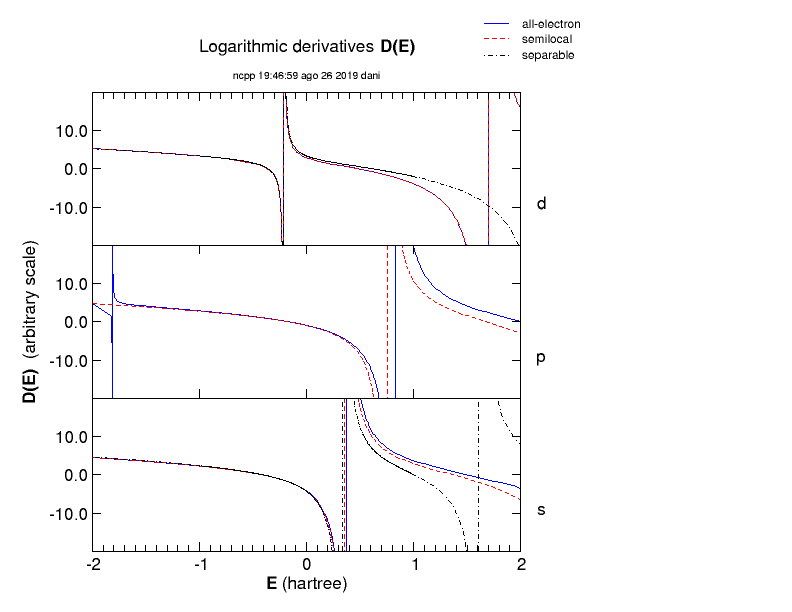 all-electron
semilocal
separable
Logarithmic derivatives D(E)
ncpp 19:46:59 ago 26 2019 dani
10.0
0.0
-10.0
d
10.0
0.0
-10.0
p
D(E) (arbitrary scale)
10.0
0.0
-10.0
s
-2 -1 0 1 2
E (hartree)